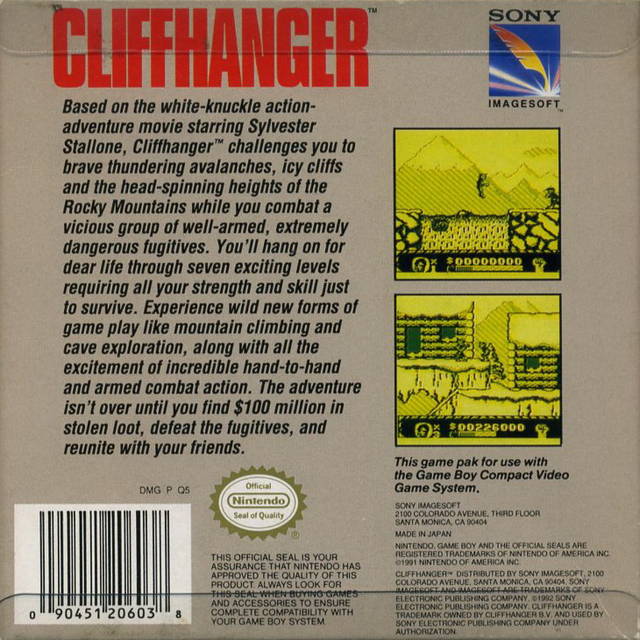 CLIFFHANGER™
SONY
IMAGESOFT™
Based on the white-knuckle action-
adventure movie starring Sylvester
Stallone, Cliffhanger™ challenges you to
brave thundering avalanches, icy cliffs
and the head-spinning heights of the
Rocky Mountains while you combat a
vicious group of well-armed, extremely
dangerous fugitives. You'll hang on for
dear life through seven exciting levels
requiring all your strength and skill just
to survive. Experience wild new forms of
game play like mountain climbing and
cave exploration, along with all the
excitement of incredible hand-to-hand
and armed combat action. The adventure
isn't over until you find $100 million in
stolen loot, defeat the fugitives, and
reunite with your friends.
$00000000
$00226000
This game pak for use with
the Game Boy Compact Video
Game System.
SONY IMAGESOFT
2100 COLORADO AVENUE, THIRD FLOOR
SANTA MONICA, CA 90404
MADE IN JAPAN
NINTENDO, GAME BOY AND THE OFFICIAL SEALS ARE
REGISTERED TRADEMARKS OF NINTENDO OF AMERICA INC.
©1991 NINTENDO OF AMERICA INC.
CLIFFHANGER™ DISTRIBUTED BY SONY IMAGESOFT, 2100
COLORADO AVENUE, SANTA MONICA, CA 90404. SONY
IMAGESOFT AND IMAGESOFT ARE TRADEMARKS OF SONY
ELECTRONIC PUBLISHING COMPANY. ©1992 SONY
ELECTRONIC PUBLISHING COMPANY. CLIFFHANGER IS A
TRADEMARK OWNED BY CLIFFHANGER B.V. AND USED BY
SONY ELECTRONIC PUBLISHING COMPANY UNDER
AUTHORIZATION.
DMG P Q5
Official
Nintendo
Seal of Quality
®
THIS OFFICIAL SEAL IS YOUR
ASSURANCE THAT NINTENDO HAS
APPROVED THE QUALITY OF THIS
PRODUCT. ALWAYS LOOK FOR
THIS SEAL WHEN BUYING GAMES
AND ACCESSORIES TO ENSURE
COMPLETE COMPATIBILITY WITH
YOUR GAME BOY SYSTEM.
0 90451 20603 8